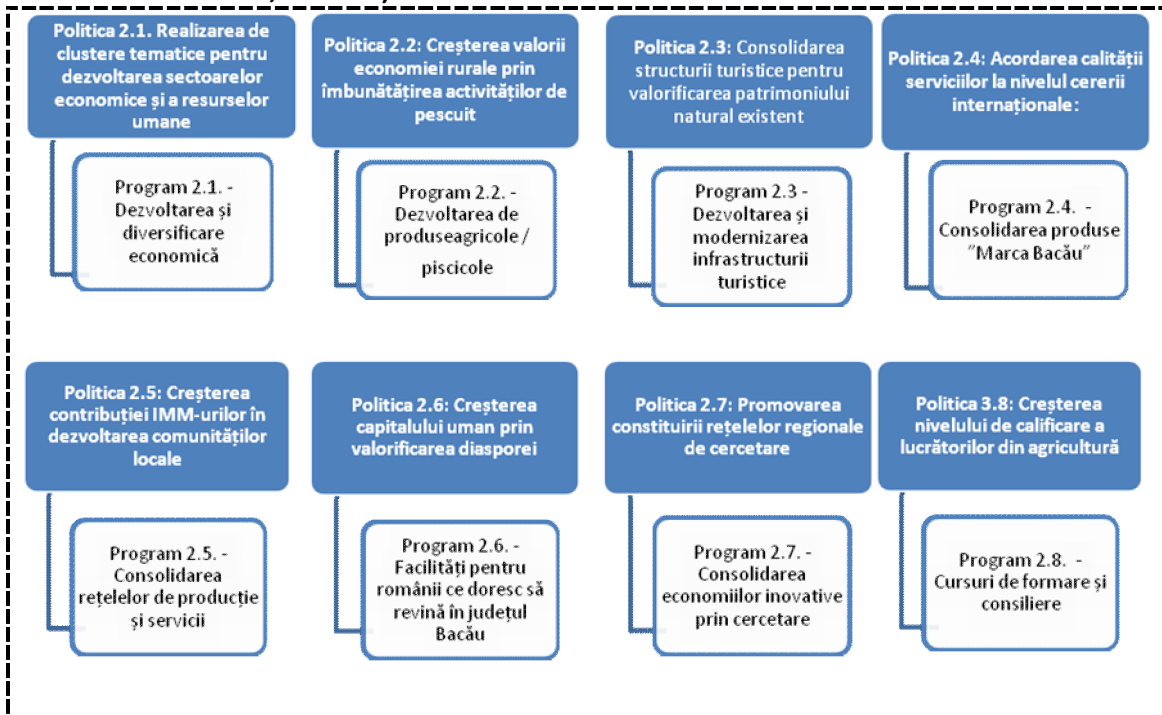 Politica 2.1. Realizarea de
clustere tematice pentru
dezvoltarea sectoarelor
economice și a resurselor
umane
Program 2.1. -
Dezvoltarea și
diversificare
economică
Politica 2.2: Creșterea valorii
economiei rurale prin
îmbunătățirea activităților de
pescuit
Program 2.2. -
Dezvoltarea de
produseagricole /
piscicole
Politica 2.3: Consolidarea
structurii turistice pentru
valorificarea patrimoniului
natural existent
Program 2.3 -
Dezvoltarea și
modernizarea
infrastructurii
turistice
Politica 2.4: Acordarea calității
serviciilor la nivelul cererii
internaționale:
Program 2.4. -
Consolidarea produse
"Marca Bacău"
Politica 2.5: Creșterea
contribuției IMM-urilor în
dezvoltarea comunităților
locale
Program 2.5. -
Consolidarea
rețelelor de producție
și servicii
Politica 2.6: Creșterea
capitalului uman prin
valorificarea diasporei
Program 2.6. -
Facilități pentru
românii ce doresc să
revină în județul
Bacău
Politica 2.7: Promovarea
constituirii rețelelor regionale
de cercetare
Program 2.7. -
Consolidarea
economiilor inovative
prin cercetare
Politica 3.8: Creșterea
nivelului de calificare a
lucrătorilor din agricultură
Program 2.8. -
Cursuri de formare și
consiliere